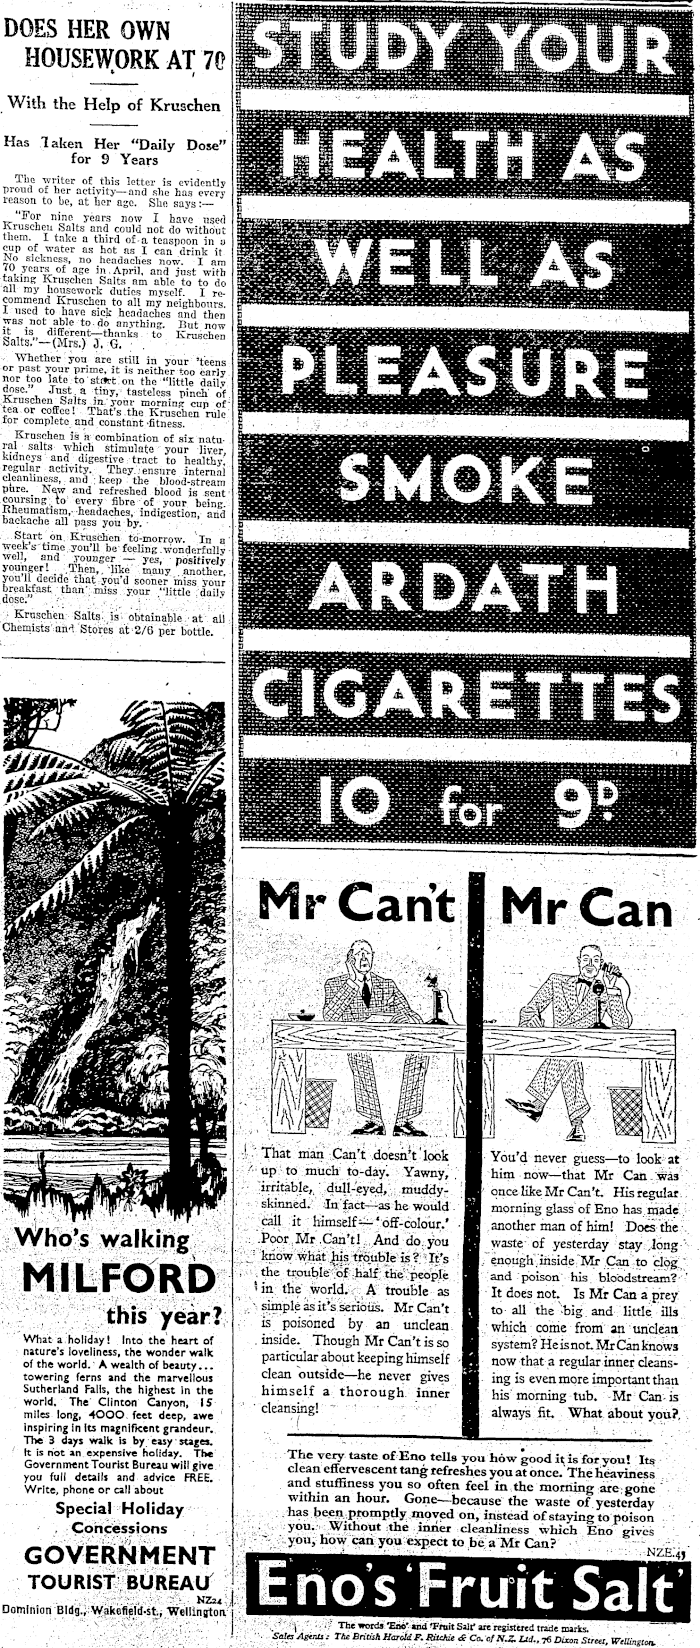 DOES HER OWN
HOUSEWORK AT 70
With the Help of Kruschen
Has Taken Her "Daily Dose"
for 9 Years
The writer of this letter is evidently
proud of her activity—and she has every
reason to be, at her age. She says:—
"For nine years now I have used
Kruschen Salts and could not do without
them. I take a third of a teaspoon in a
cup of water as hot as I can drink it
No sickness, no headaches now. I am
70 years of age in April, and just with
taking Kruschen Salts am able to to do
all my housework duties myself. I re-
commend Kruschen to all my neighbours.
I used to have sick headaches and then
was not able to do anything. But now
it is different—thanks to Kruschen
Salts."—(Mrs.) J. G.
Whether you are still in your 'teens
or past your prime, it is neither too early
nor too late to start on the "little daily
dose." Just a tiny, tasteless pinch of
Kruschen Salts in your morning cup of
tea or coffee! That's the Kruschen rule
for complete and constant fitness.
Kruschen is a combination of six natu-
ral salts which stimulate your liver,
kidneys and digestive tract to healthy,
regular activity. They ensure internal
cleanliness, and keep the blood-stream
pure. New and refreshed blood is sent
coursing to every fibre of your being.
Rheumatism, headaches, indigestion, and
backache all pass you by.
Start on Kruschen to-morrow. In a
week's time you'll be feeling wonderfully
well, and younger — yes, positively
younger! Then, like many another,
you'll decide that you'd sooner miss your
breakfast than miss your "little daily
dose."
Kruschen Salts is obtainable at all
Chemists and Stores at 2/6 per bottle.
Who's walking
MILFORD
this year?
What a holiday! Into the heart of
nature's loveliness, the wonder walk
of the world. A wealth of beauty...
towering ferns and the marvellous
Sutherland Falls, the highest in the
world. The Clinton Canyon, 15
miles long, 4000 feet deep, awe
inspiring in its magnificent grandeur.
The 3 days walk is by easy stages.
It is not an expensive holiday. The
Government Tourist Bureau will give
you full details and advice FREE.
Write, phone or call about
Special Holiday
Concessions
GOVERNMENT
TOURIST BUREAU
NZ24
Dominion Bldg., Wakefield-st., Wellington
STUDY YOUR
HEALTH AS
WELL AS
PLEASURE
SMOKE
ARDATH
CIGARETTES
10 for 9D.
Mr Can't
That man Can't doesn't look
up to much to-day. Yawny,
irritable, dull-eyed, muddy-
skinned. In fact—as he would
call it himself—'off-colour.'
Poor Mr Can't! And do you
know what his trouble is? It's
the trouble of half the people
in the world. A trouble as
simple as it's serious. Mr Can't
is poisoned by an unclean
inside. Though Mr Can't is so
particular about keeping himself
clean outside—he never gives
himself a thorough inner
cleansing!
Mr Can
You'd never guess—to look at
him now—that Mr Can was
once like Mr Can't. His regular
morning glass of Eno has made
another man of him! Does the
waste of yesterday stay long
enough inside Mr Can to clog
and poison his bloodstream?
It does not. Is Mr Can a prey
to all the big and little ills
which come from an unclean
system? He is not. Mr Can knows
now that a regular inner cleans-
ing is even more important than
his morning tub. Mr Can is
always fit. What about you?
The very taste of Eno tells you how good it is for you! Its
clean effervescent tang refreshes you at once. The heaviness
and stuffiness you so often feel in the morning are gone
within an hour. Gone—because the waste of yesterday
has been promptly moved on, instead of staying to poison
you. Without the inner cleanliness which Eno gives
you, how can you expect to be a Mr Can?
NZE.45
Eno's 'Fruit Salt'
The words 'Eno' and 'Fruit Salt' are registered trade marks.
Sales Agents: The British Harold F. Ritchie & Co. of N.Z. Ltd., 76 Dixon Street, Wellington.